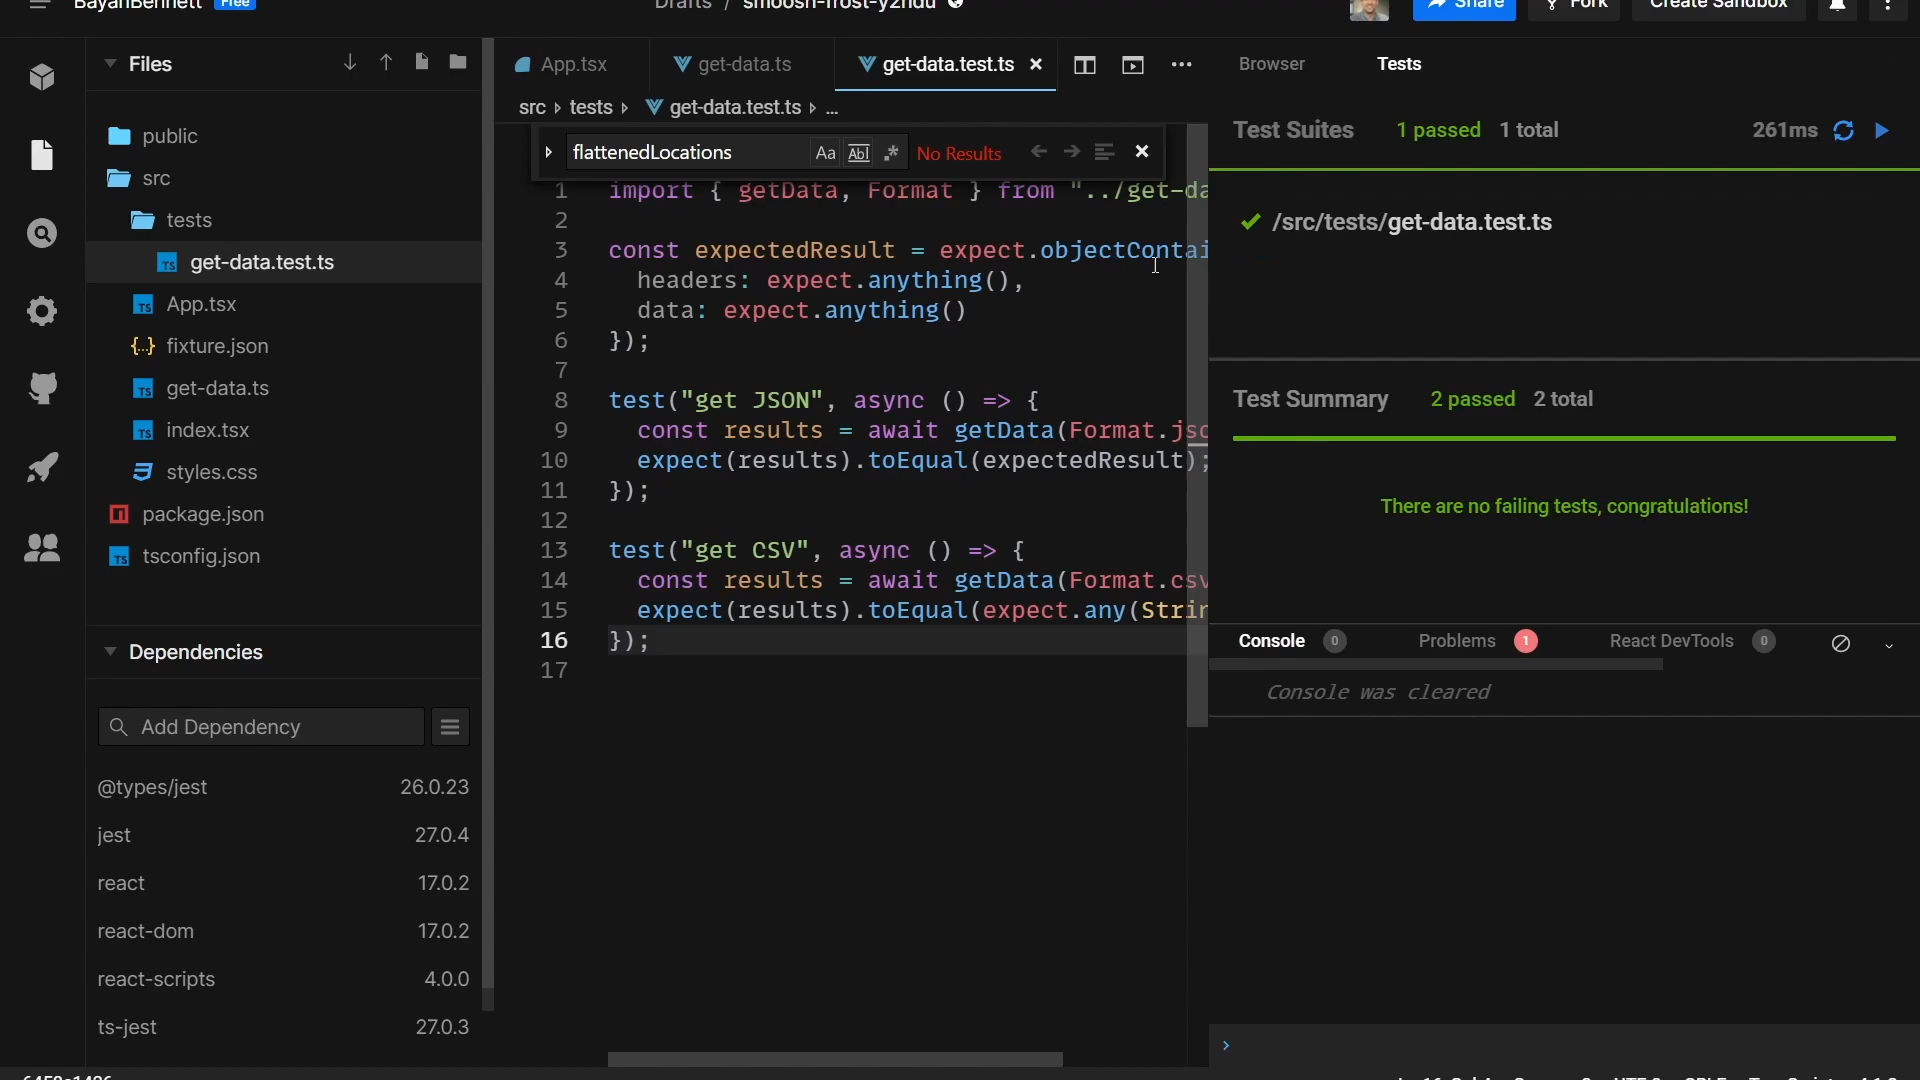 BayanBennett Free
Drafts / smoosh-frost-y2hdu
Share
Fork
Create Sandbox
Files
public
src
tests
get-data.test.ts
App.tsx
fixture.json
get-data.ts
index.tsx
styles.css
package.json
tsconfig.json
Dependencies
Add Dependency
@types/jest 26.0.23
jest 27.0.4
react 17.0.2
react-dom 17.0.2
react-scripts 4.0.0
ts-jest 27.0.3
App.tsx
get-data.ts
get-data.test.ts
src tests get-data.test.ts ...
flattenedLocations Aa Abl .* No Results
1 import { getData, Format } from "../get-da
2
3 const expectedResult = expect.objectContai
4 headers: expect.anything(),
5 data: expect.anything()
6 });
7
8 test("get JSON", async () => {
9 const results = await getData(Format.jso
10 expect(results).toEqual(expectedResult);
11 });
12
13 test("get CSV", async () => {
14 const results = await getData(Format.csv
15 expect(results).toEqual(expect.any(Strin
16 });
17
Browser Tests
Test Suites 1 passed 1 total 261ms
/src/tests/get-data.test.ts
Test Summary 2 passed 2 total
There are no failing tests, congratulations!
Console 0 Problems 1 React DevTools 0
Console was cleared